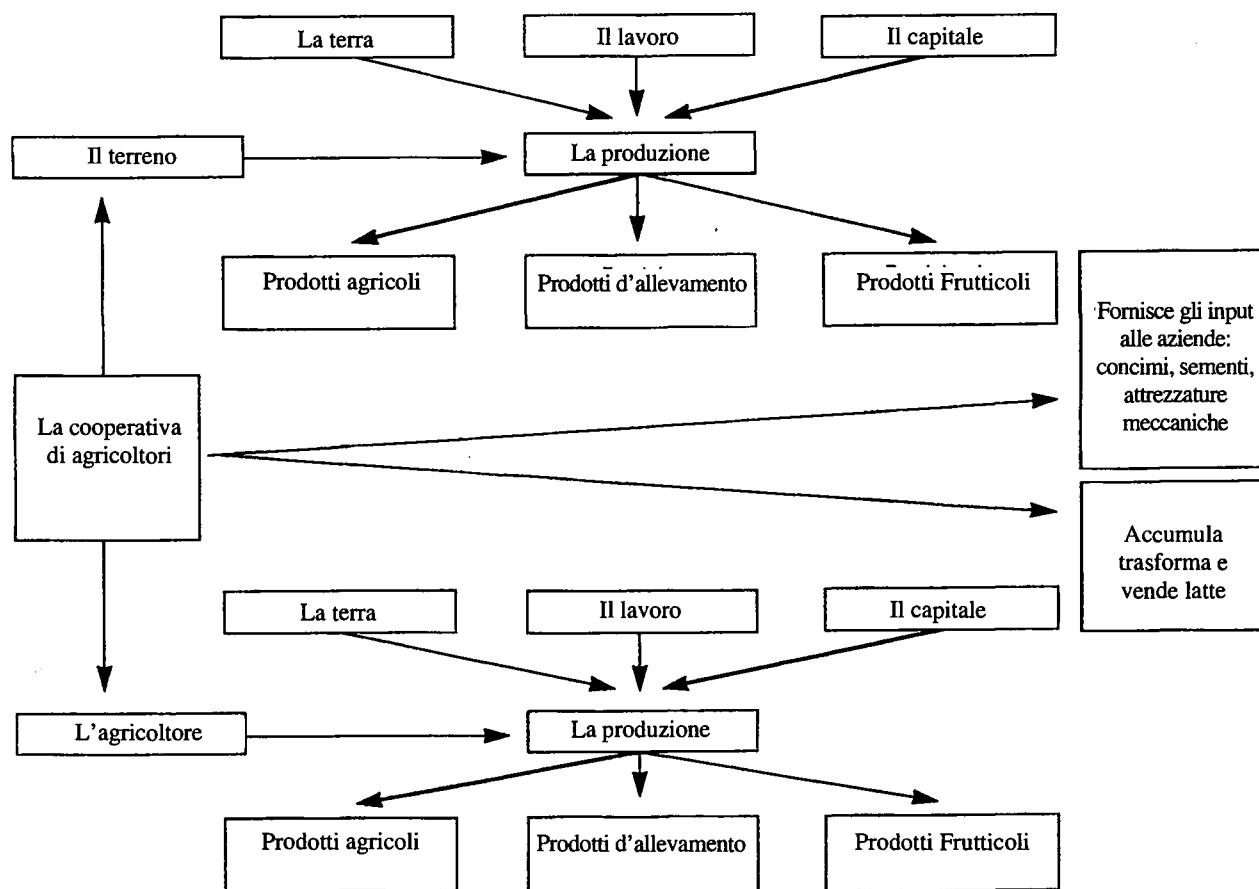 La terra
Il lavoro
Il capitale
Il terreno
La produzione
Prodotti agricoli
Prodotti d'allevamento
Prodotti Frutticoli
Fornisce gli input
alle aziende:
concimi, sementi,
attrezzature
meccaniche
La cooperativa
di agricoltori
Accumula
trasforma e
vende latte
La terra
Il lavoro
Il capitale
L'agricoltore
La produzione
Prodotti agricoli
Prodotti d'allevamento
Prodotti Frutticoli